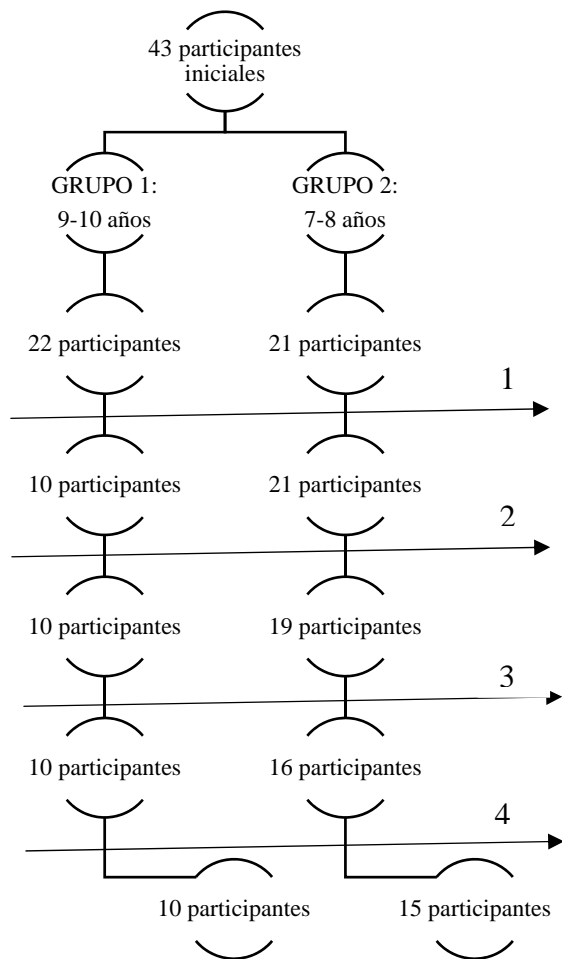 43 participantes
iniciales
GRUPO 1:
9-10 años
GRUPO 2:
7-8 años
22 participantes
21 participantes
1
10 participantes
21 participantes
2
10 participantes
19 participantes
3
10 participantes
16 participantes
4
10 participantes
15 participantes